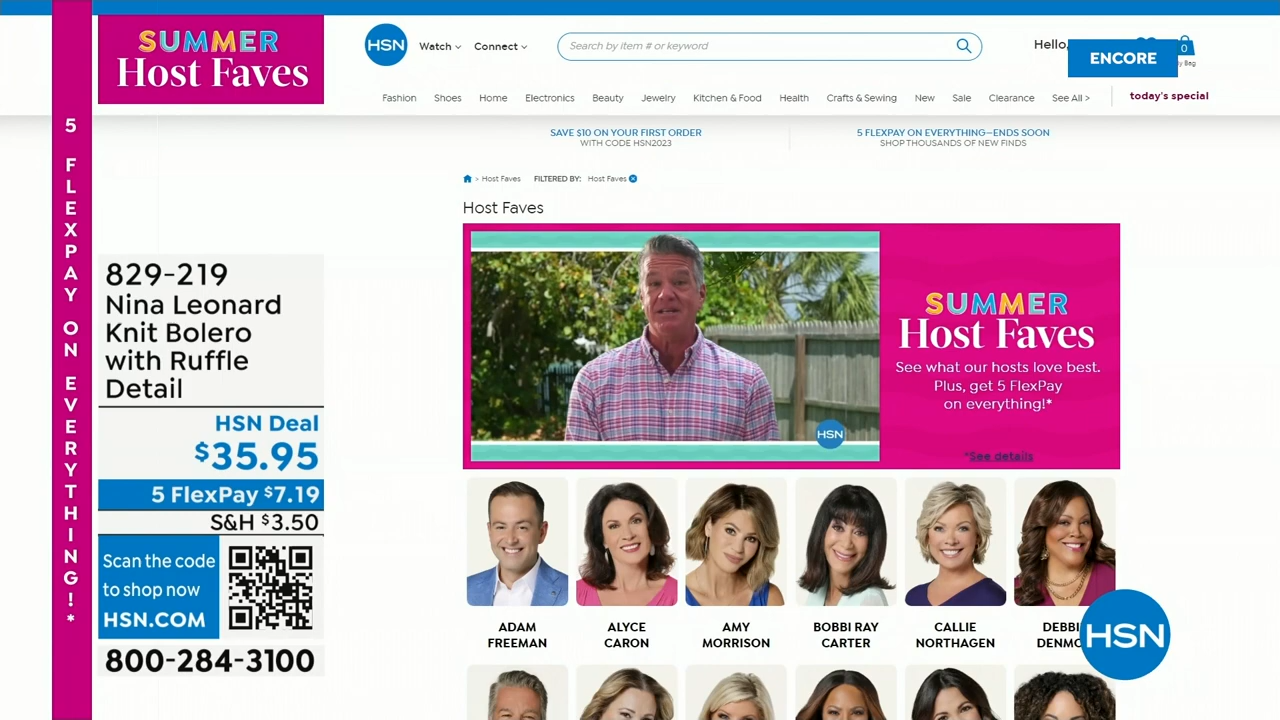 SUMMER
Host Faves
5 FLEXPAY ON EVERYTHING!*
HSN
Watch
Connect
Search by item # or keyword
Hello,
ENCORE
0
y Bag
Fashion
Shoes
Home
Electronics
Beauty
Jewelry
Kitchen & Food
Health
Crafts & Sewing
New
Sale
Clearance
See All >
today's special
SAVE $10 ON YOUR FIRST ORDER
WITH CODE HSN2023
5 FLEXPAY ON EVERYTHING—ENDS SOON
SHOP THOUSANDS OF NEW FINDS
> Host Faves
FILTERED BY: Host Faves
Host Faves
HSN
SUMMER
Host Faves
See what our hosts love best.
Plus, get 5 FlexPay
on everything!*
*See details
829-219
Nina Leonard
Knit Bolero
with Ruffle
Detail
HSN Deal
$35.95
5 FlexPay $7.19
S&H $3.50
Scan the code
to shop now
HSN.COM
800-284-3100
ADAM
FREEMAN
ALYCE
CARON
AMY
MORRISON
BOBBI RAY
CARTER
CALLIE
NORTHAGEN
DEBBI
DENMO
HSN